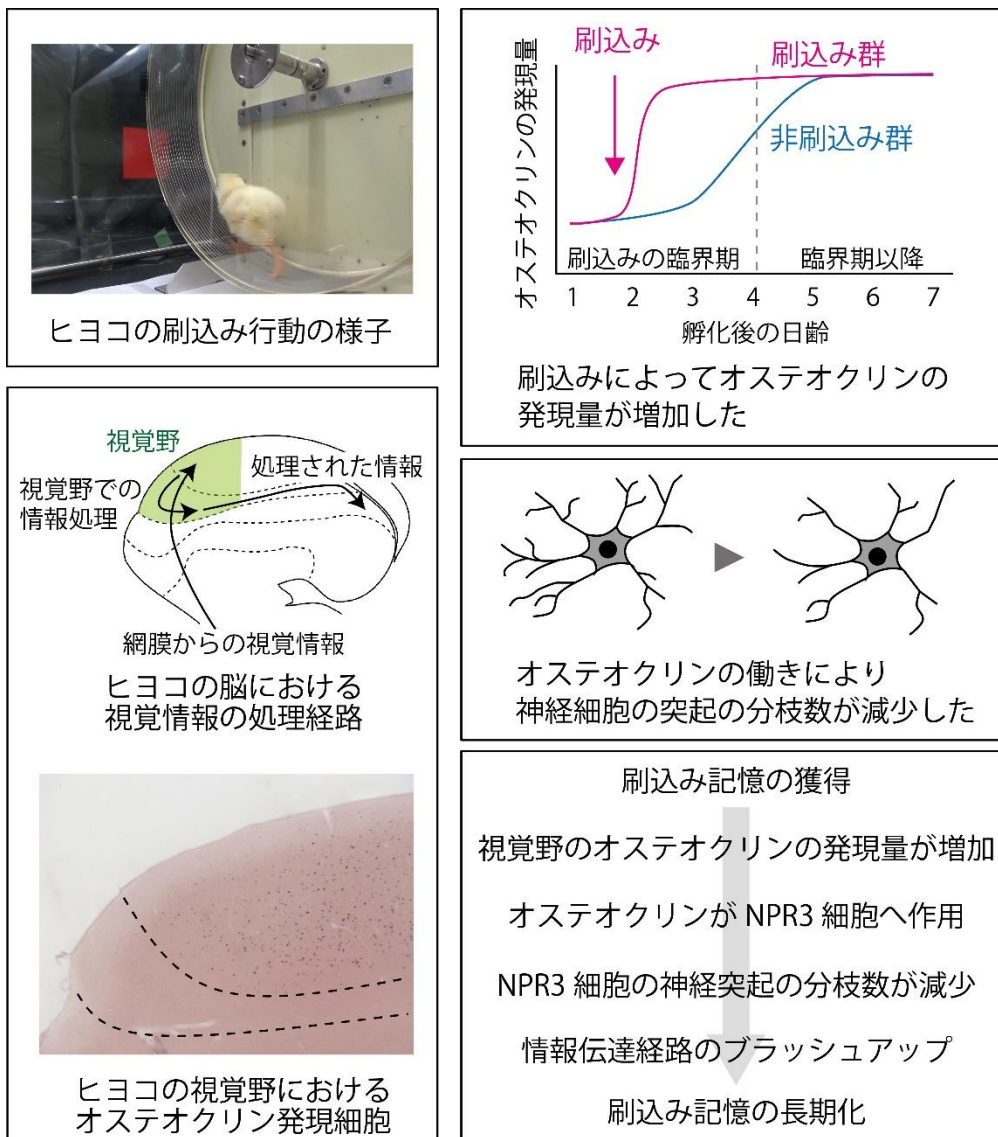 ヒヨコの刷込み行動の様子
視覚野
視覚野での
情報処理
処理された情報
網膜からの視覚情報
ヒヨコの脳における
視覚情報の処理経路
ヒヨコの視覚野における
オステオクリン発現細胞
オステオクリンの発現量
刷込み
刷込み群
非刷込み群
刷込みの臨界期
臨界期以降
1 2 3 4 5 6 7
孵化後の日齢
刷込みによってオステオクリンの
発現量が増加した
オステオクリンの働きにより
神経細胞の突起の分枝数が減少した
刷込み記憶の獲得
視覚野のオステオクリンの発現量が増加
オステオクリンが NPR3 細胞へ作用
NPR3 細胞の神経突起の分枝数が減少
情報伝達経路のブラッシュアップ
刷込み記憶の長期化